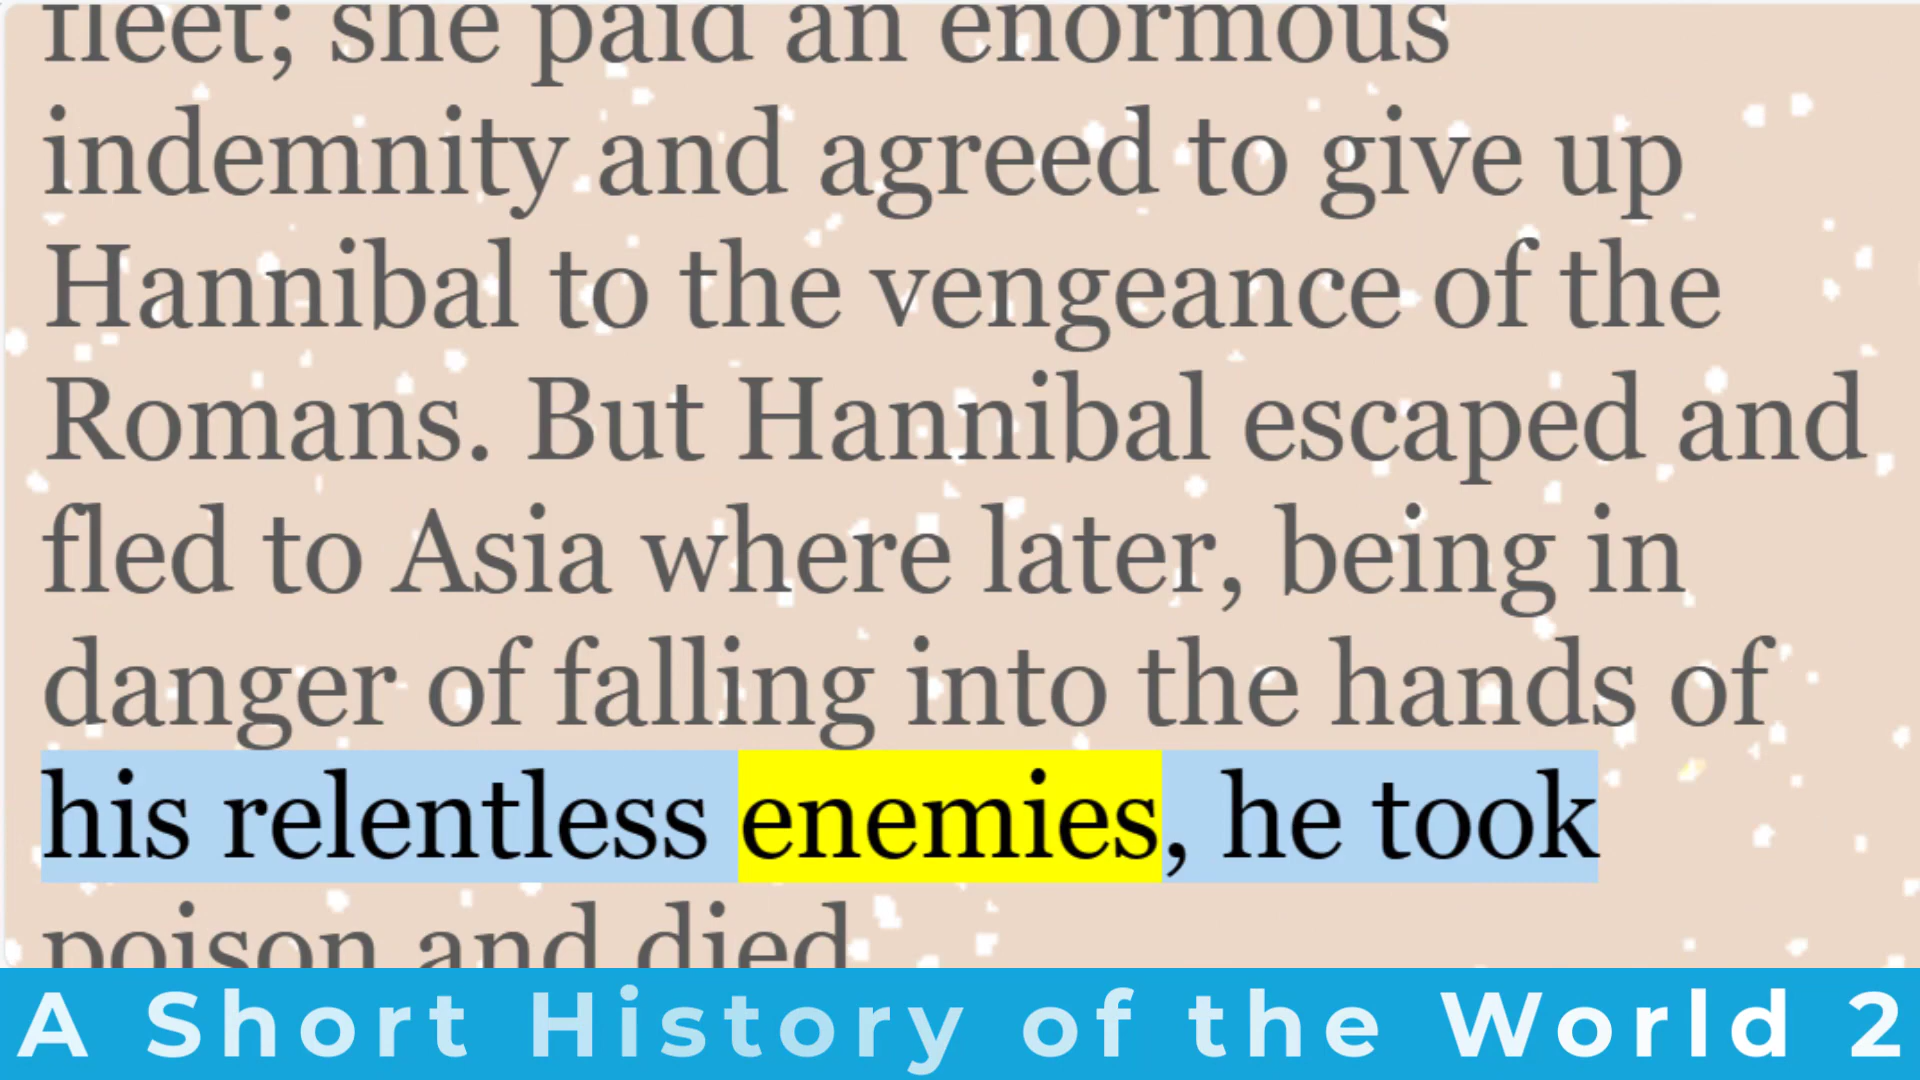 fleet; she paid an enormous
indemnity and agreed to give up
Hannibal to the vengeance of the
Romans. But Hannibal escaped and
fled to Asia where later, being in
danger of falling into the hands of
his relentless enemies, he took
poison and died
A Short History of the World 2